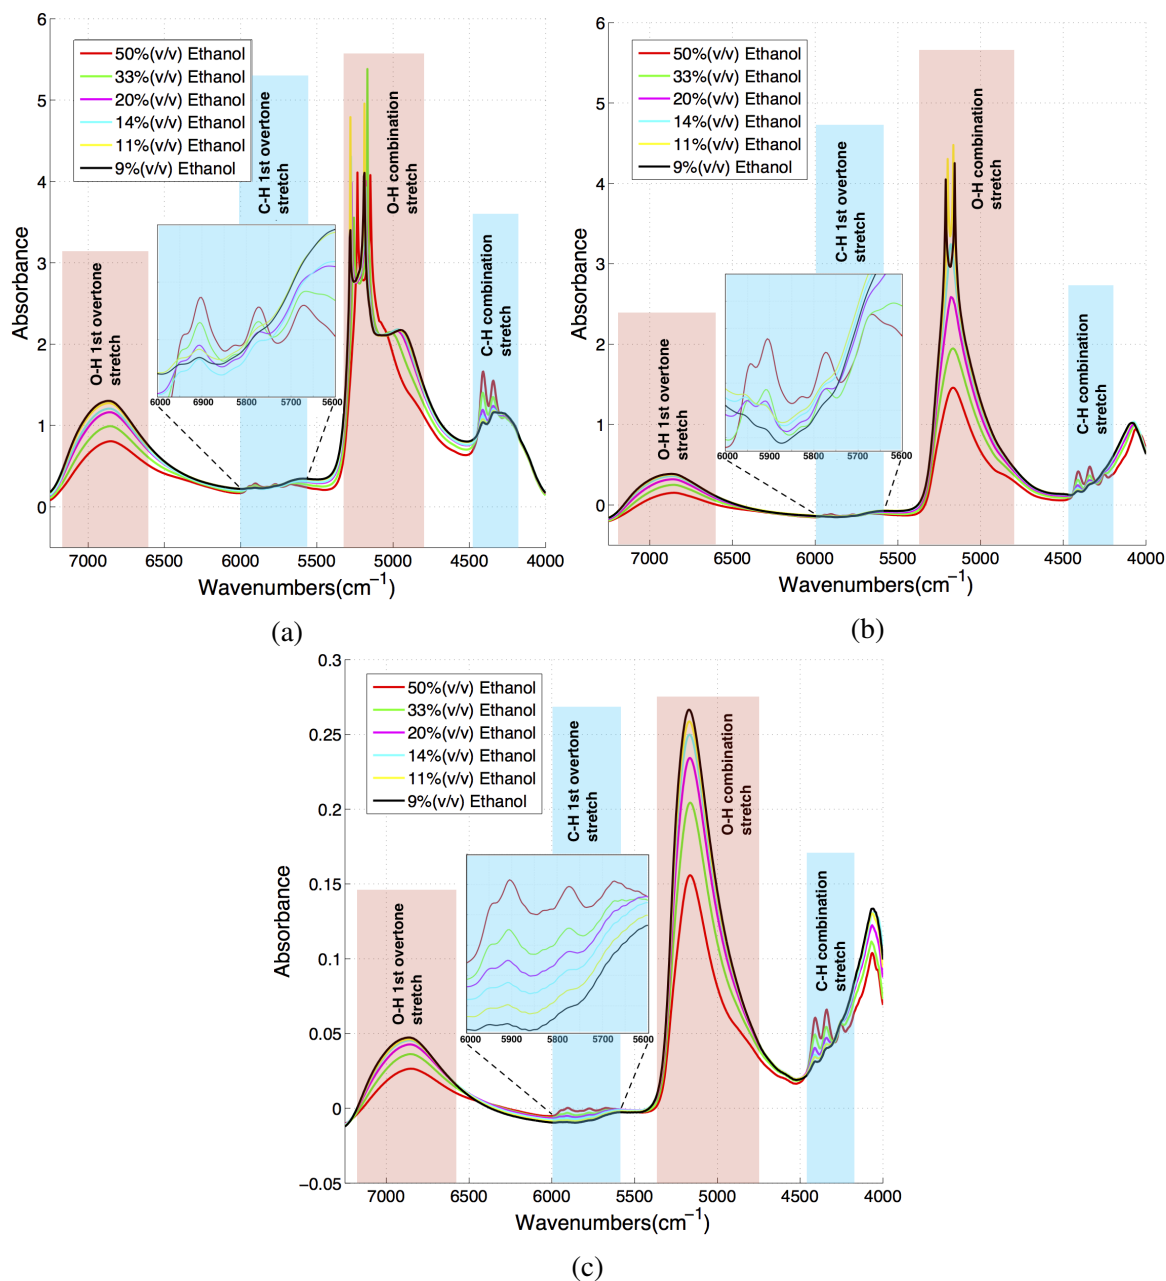 6
5
4
3
2
1
0
Absorbance
50%(v/v) Ethanol
33%(v/v) Ethanol
20%(v/v) Ethanol
14%(v/v) Ethanol
11%(v/v) Ethanol
9%(v/v) Ethanol
O-H 1st overtone
stretch
C-H 1st overtone
stretch
O-H combination
stretch
C-H combination
stretch
6000 6900 5800 5700 5600
7000 6500 6000 5500 5000 4500 4000
Wavenumbers(cm−1)
(a)
6
5
4
3
2
1
0
Absorbance
50%(v/v) Ethanol
33%(v/v) Ethanol
20%(v/v) Ethanol
14%(v/v) Ethanol
11%(v/v) Ethanol
9%(v/v) Ethanol
O-H 1st overtone
stretch
C-H 1st overtone
stretch
O-H combination
stretch
C-H combination
stretch
6000 5900 5800 5700 5600
7000 6500 6000 5500 5000 4500 4000
Wavenumbers(cm−1)
(b)
0.3
0.25
0.2
0.15
0.1
0.05
0
−0.05
Absorbance
50%(v/v) Ethanol
33%(v/v) Ethanol
20%(v/v) Ethanol
14%(v/v) Ethanol
11%(v/v) Ethanol
9%(v/v) Ethanol
O-H 1st overtone
stretch
C-H 1st overtone
stretch
O-H combination
stretch
C-H combination
stretch
6000 5900 5800 5700 5600
7000 6500 6000 5500 5000 4500 4000
Wavenumbers(cm−1)
(c)